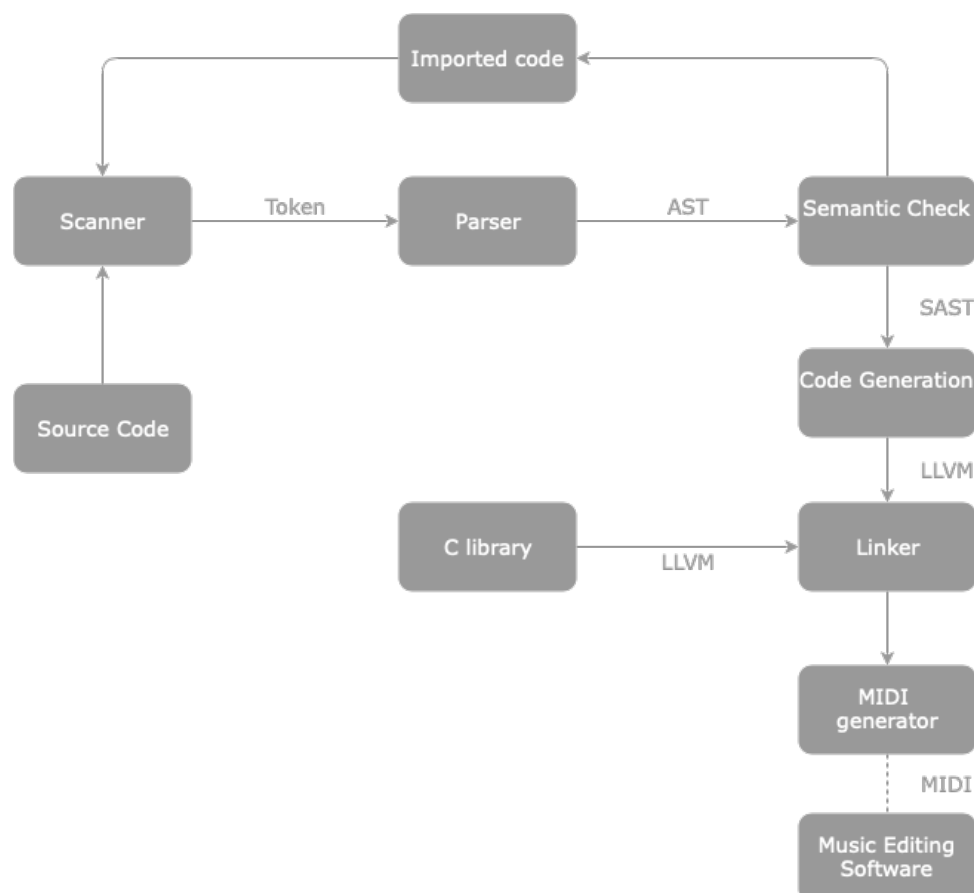 Imported code
Scanner
Token
Parser
AST
Semantic Check
SAST
Source Code
Code Generation
LLVM
C library
LLVM
Linker
MIDI
generator
MIDI
Music Editing
Software